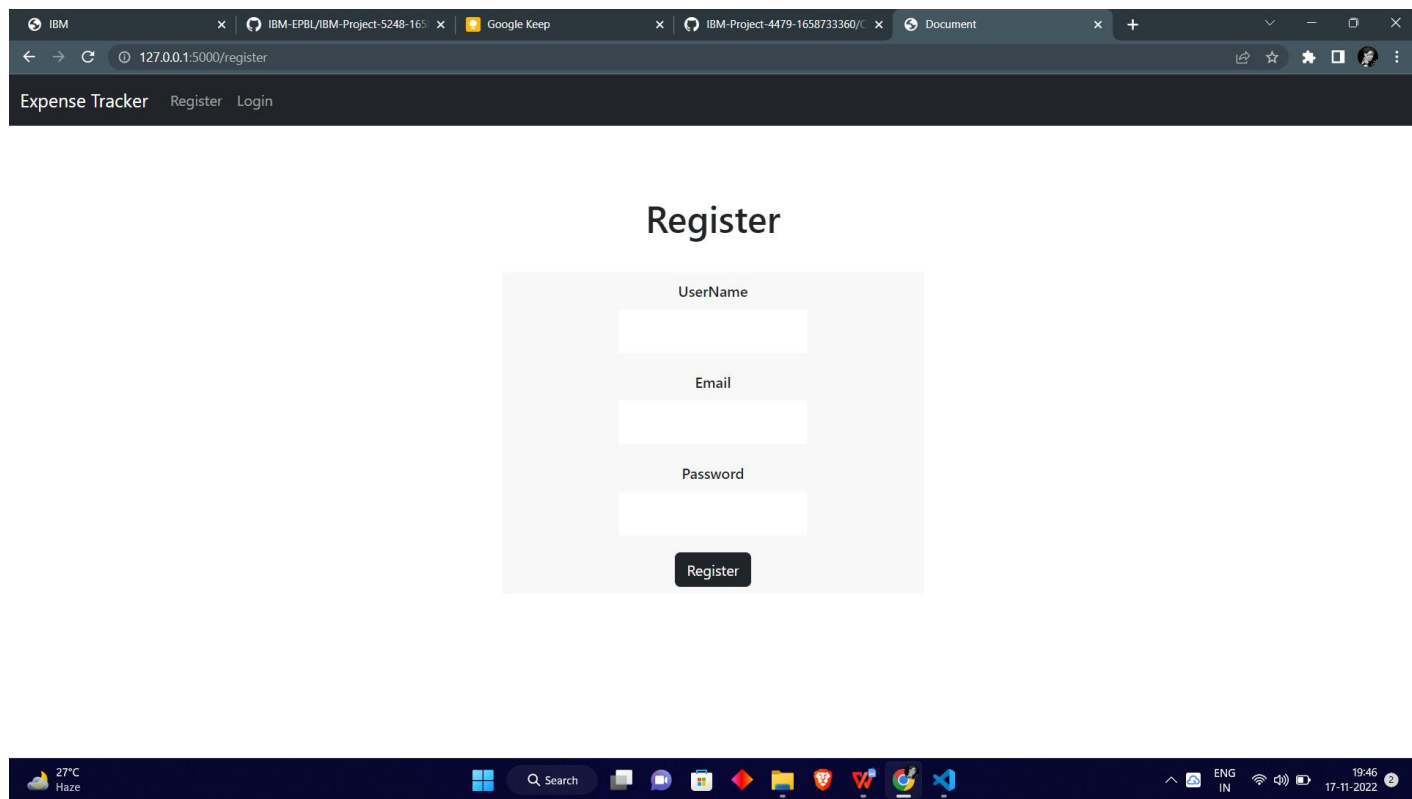 IBM
IBM-EPBL/IBM-Project-5248-165
Google Keep
IBM-Project-4479-1658733360/C
Document
127.0.0.1:5000/register
Expense Tracker Register Login
Register
UserName
Email
Password
Register
27°C
Haze
Search
ENG
IN
19:46
17-11-2022
2